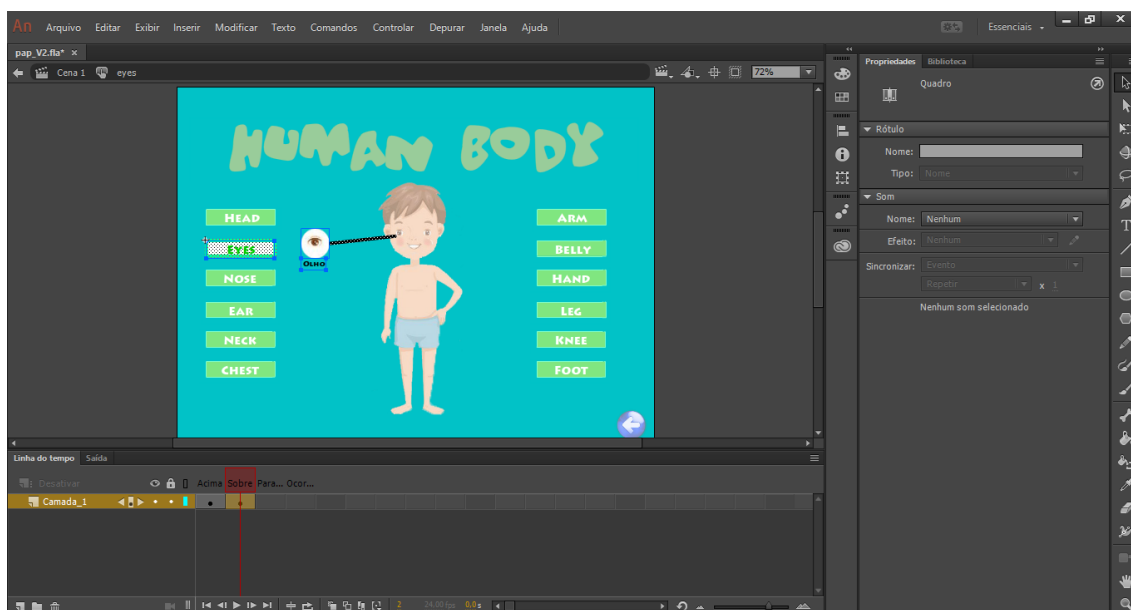 An Arquivo Editar Exibir Inserir Modificar Texto Comandos Controlar Depurar Janela Ajuda Essenciais
pap_V2.fla* ×
Cena 1 eyes 72%
HUMAN BODY
HEAD
EYES
NOSE
EAR
NECK
CHEST
OLHO
ARM
BELLY
HAND
LEG
KNEE
FOOT
Propriedades Biblioteca
Quadro
Rótulo
Nome:
Tipo: Nome
Som
Nome: Nenhum
Efeito: Nenhum
Sincronizar: Evento
Repetir x 1
Nenhum som selecionado
Linha do tempo Saída
Desativar Acima Sobre Para... Ocor...
Camada_1
2 24.00 fps 0.0 s